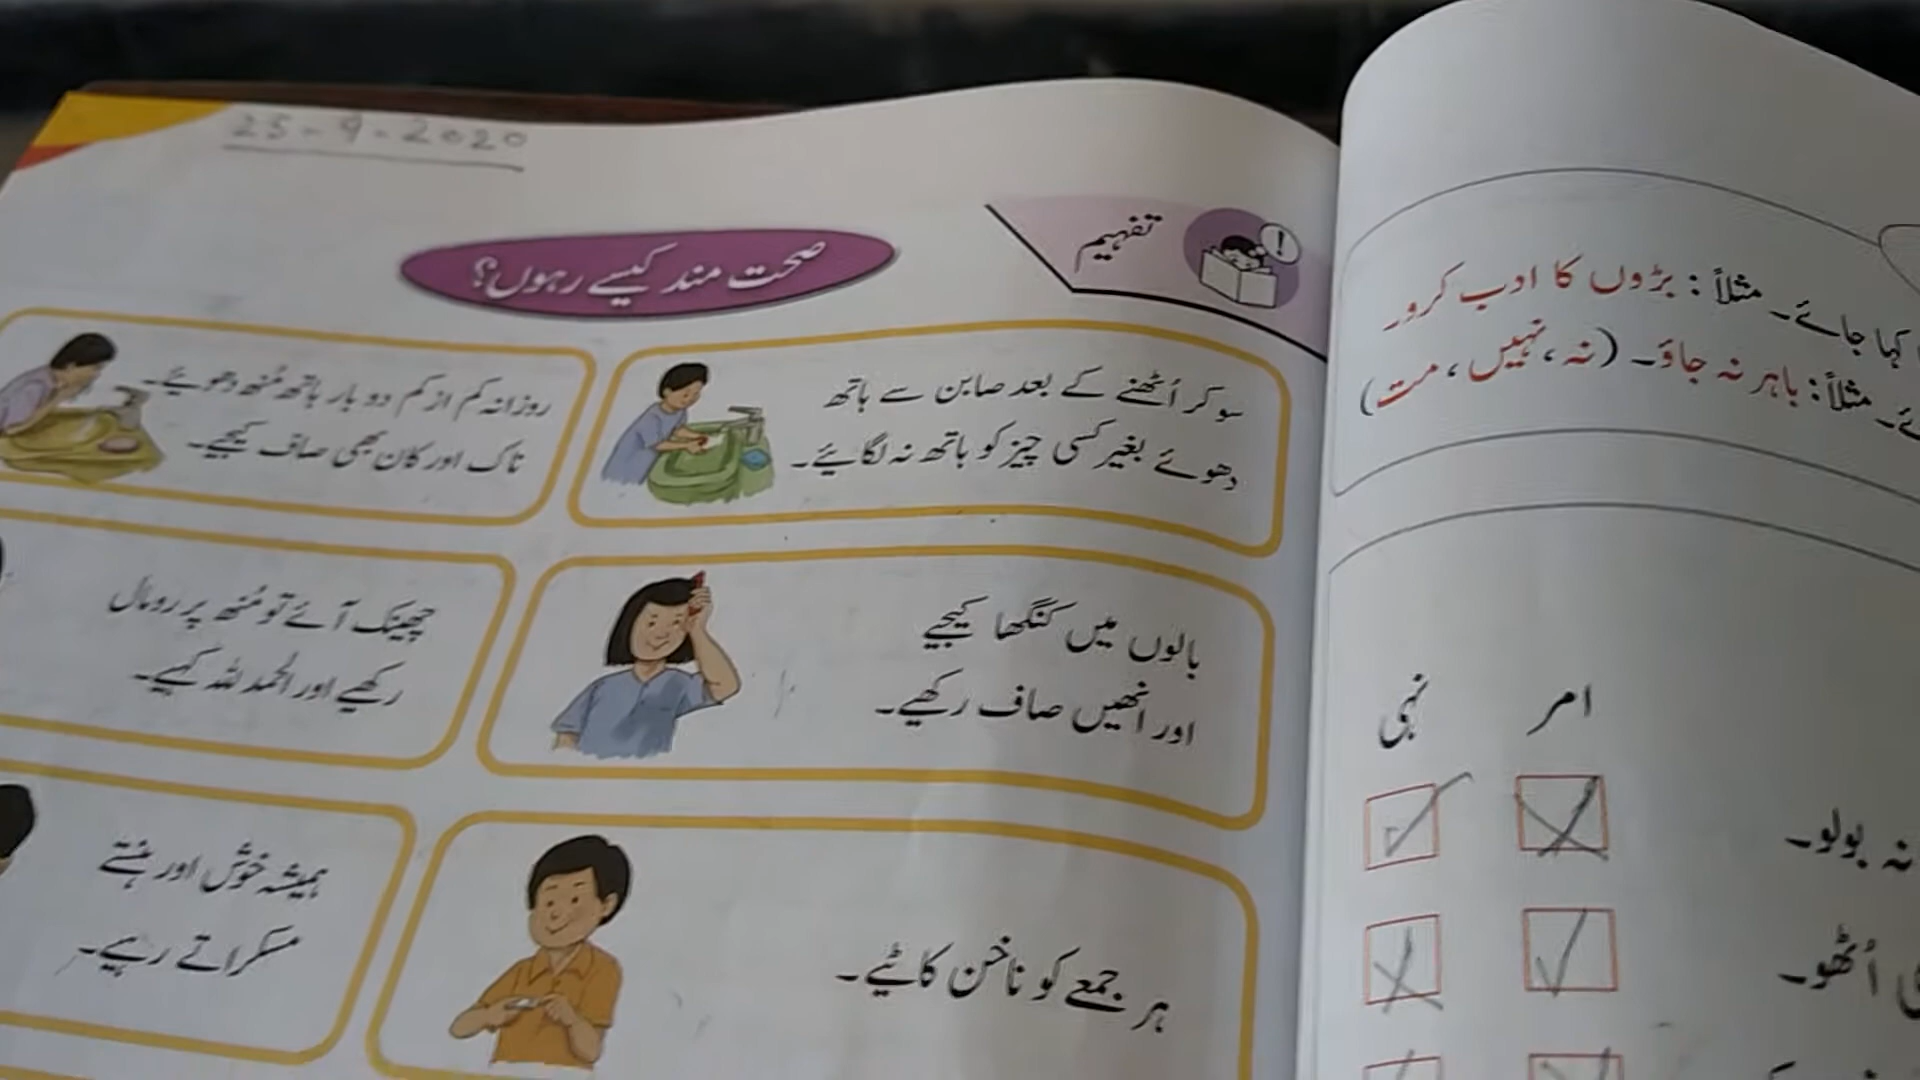 25-9-2020
تفہیم
صحت مند کیسے رہوں؟
سو کر اُٹھنے کے بعد صابن سے ہاتھ
دھوئے بغیر کسی چیز کو ہاتھ نہ لگائیے۔
روزانہ کم از کم دو بار ہاتھ مُنھ دھوئیے۔
ناک اور کان بھی صاف کیجیے۔
بالوں میں کنگھا کیجیے
اور انھیں صاف رکھیے۔
چھینک آئے تو مُنھ پر رومال
رکھیے اور الحمد للہ کہیے۔
ہر جمعے کو ناخن کاٹیے۔
ہمیشہ خوش اور ہنستے
مسکراتے رہیے۔
کہا جائے۔ مثلاً: بڑوں کا ادب کرو۔
مثلاً: باہر نہ جاؤ۔ (نہ، نہیں، مت)
امر نہی
نہ بولو۔
اُٹھو۔